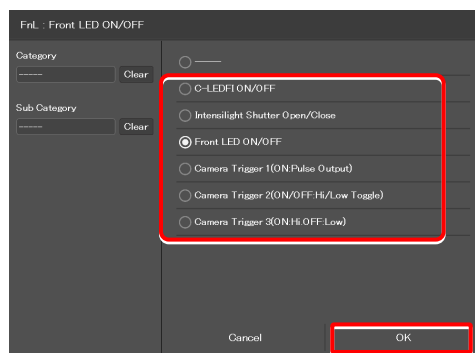 FnL : Front LED ON/OFF
Category
-----
Clear
Sub Category
-----
Clear
-----
C-LEDFI ON/OFF
Intensilight Shutter Open/Close
Front LED ON/OFF
Camera Trigger 1(ON:Pulse Output)
Camera Trigger 2(ON/OFF:Hi/Low Toggle)
Camera Trigger 3(ON:Hi.OFF:Low)
Cancel
OK